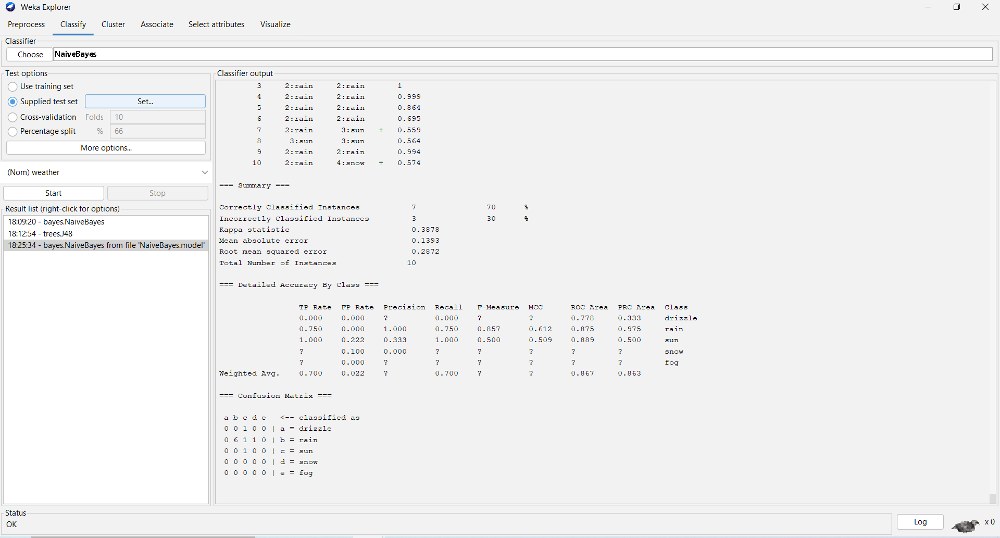 Weka Explorer
Preprocess Classify Cluster Associate Select attributes Visualize
Classifier
Choose NaiveBayes
Test options
Use training set
Supplied test set Set...
Cross-validation Folds 10
Percentage split % 66
More options...
(Nom) weather
Start Stop
Result list (right-click for options)
18:09:20 - bayes.NaiveBayes
18:12:54 - trees.J48
18:25:34 - bayes.NaiveBayes from file 'NaiveBayes.model'
Classifier output
3 2:rain 2:rain 1
4 2:rain 2:rain 0.999
5 2:rain 2:rain 0.864
6 2:rain 2:rain 0.695
7 2:rain 3:sun + 0.559
8 3:sun 3:sun 0.564
9 2:rain 2:rain 0.994
10 2:rain 4:snow + 0.574
=== Summary ===
Correctly Classified Instances 7 70 %
Incorrectly Classified Instances 3 30 %
Kappa statistic 0.3878
Mean absolute error 0.1393
Root mean squared error 0.2872
Total Number of Instances 10
=== Detailed Accuracy By Class ===
TP Rate FP Rate Precision Recall F-Measure MCC ROC Area PRC Area Class
0.000 0.000 ? 0.000 ? ? 0.778 0.333 drizzle
0.750 0.000 1.000 0.750 0.857 0.612 0.875 0.975 rain
1.000 0.222 0.333 1.000 0.500 0.509 0.889 0.500 sun
? 0.100 0.000 ? ? ? ? ? snow
? 0.000 ? ? ? ? ? ? fog
Weighted Avg. 0.700 0.022 ? 0.700 ? ? 0.867 0.863
=== Confusion Matrix ===
a b c d e <-- classified as
0 0 1 0 0 | a = drizzle
0 6 1 1 0 | b = rain
0 0 1 0 0 | c = sun
0 0 0 0 0 | d = snow
0 0 0 0 0 | e = fog
Status
OK
Log x 0